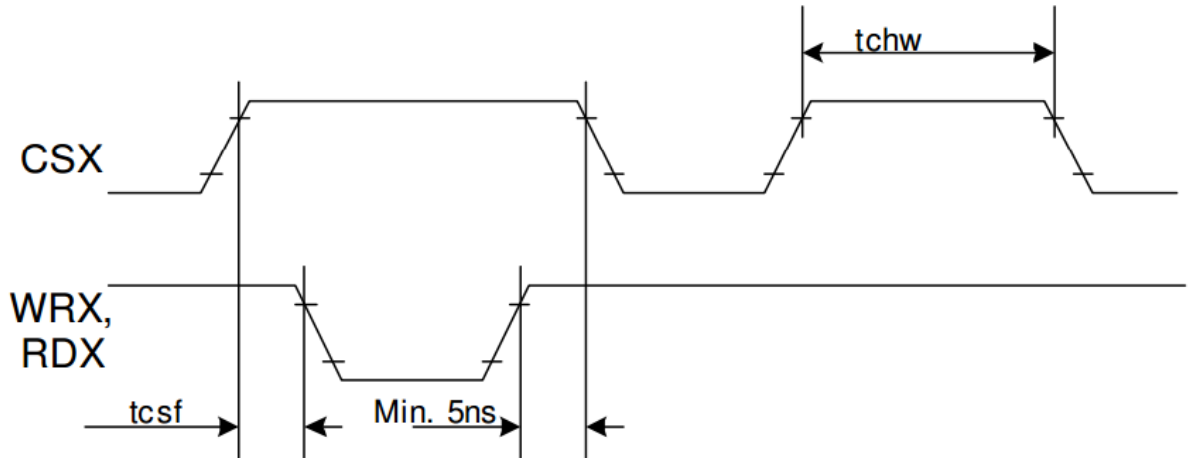 tchw
CSX
WRX,
RDX
tcsf
Min. 5ns